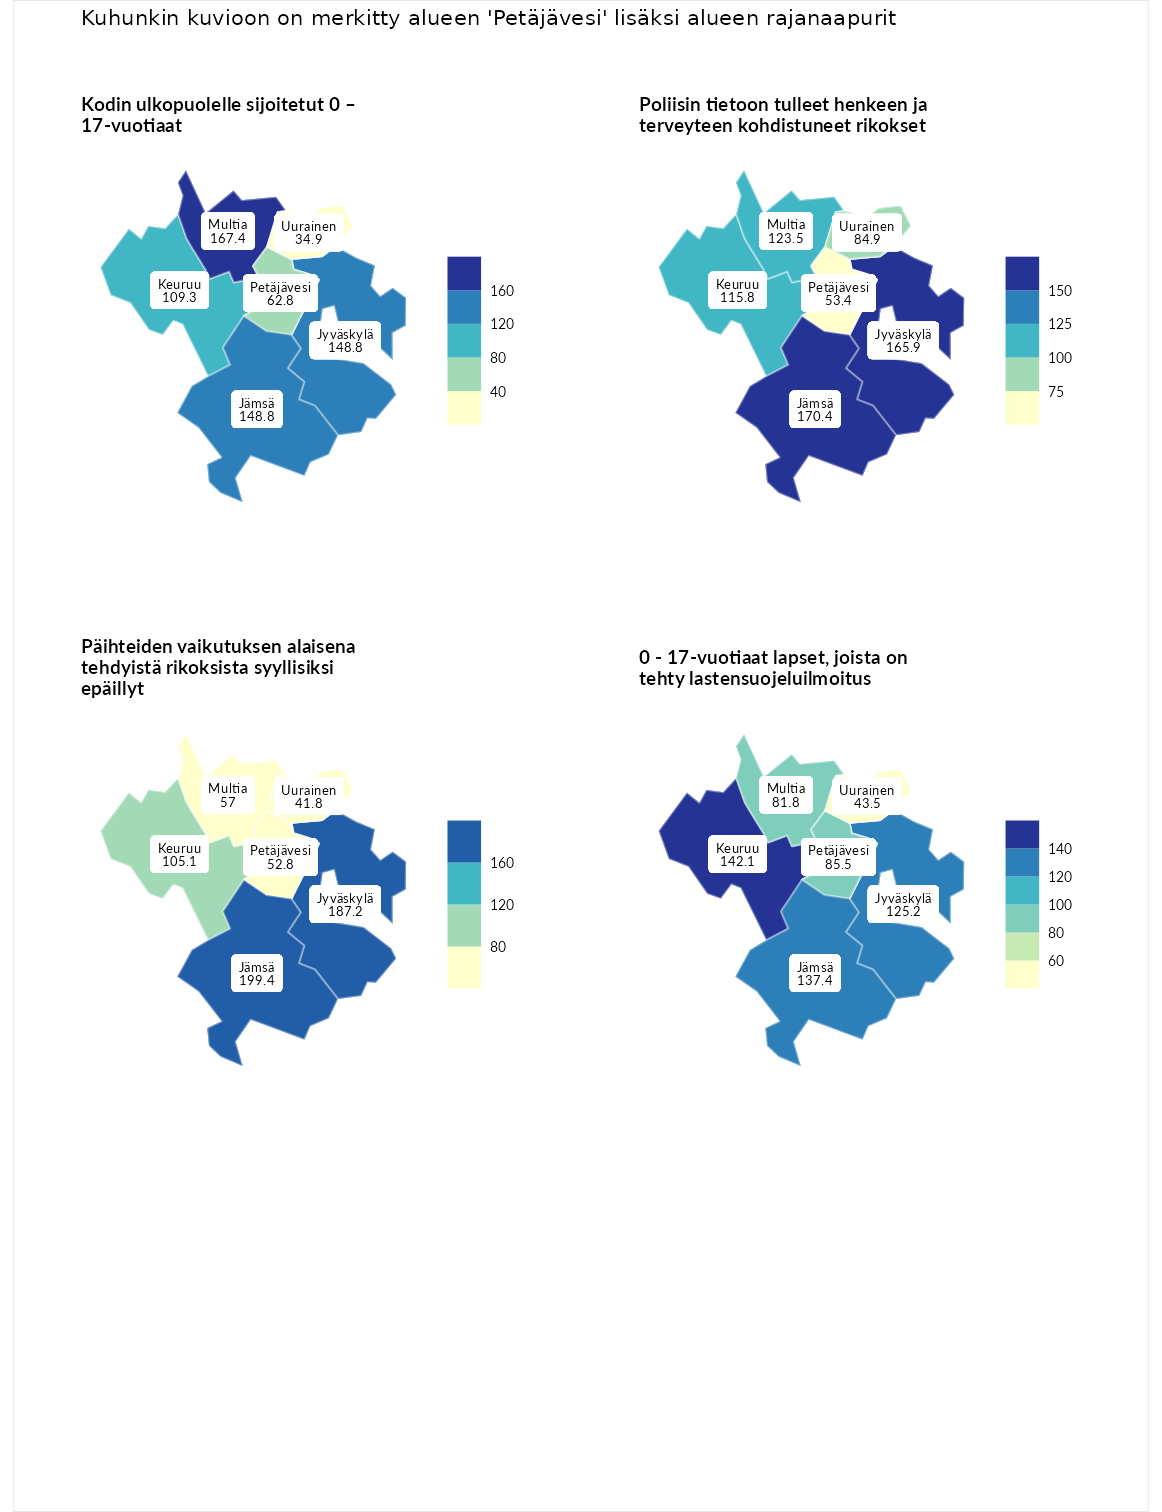 Kuhunkin kuvioon on merkitty alueen 'Petäjävesi' lisäksi alueen rajanaapurit
Kodin ulkopuolelle sijoitetut 0 –
17-vuotiaat
Multia
167.4
Uurainen
34.9
Keuruu
109.3
Petäjävesi
62.8
Jyväskylä
148.8
Jämsä
148.8
160
120
80
40
Poliisin tietoon tulleet henkeen ja
terveyteen kohdistuneet rikokset
Multia
123.5
Uurainen
84.9
Keuruu
115.8
Petäjävesi
53.4
Jyväskylä
165.9
Jämsä
170.4
150
125
100
75
Päihteiden vaikutuksen alaisena
tehdyistä rikoksista syyllisiksi
epäillyt
Multia
57
Uurainen
41.8
Keuruu
105.1
Petäjävesi
52.8
Jyväskylä
187.2
Jämsä
199.4
160
120
80
0 - 17-vuotiaat lapset, joista on
tehty lastensuojeluilmoitus
Multia
81.8
Uurainen
43.5
Keuruu
142.1
Petäjävesi
85.5
Jyväskylä
125.2
Jämsä
137.4
140
120
100
80
60